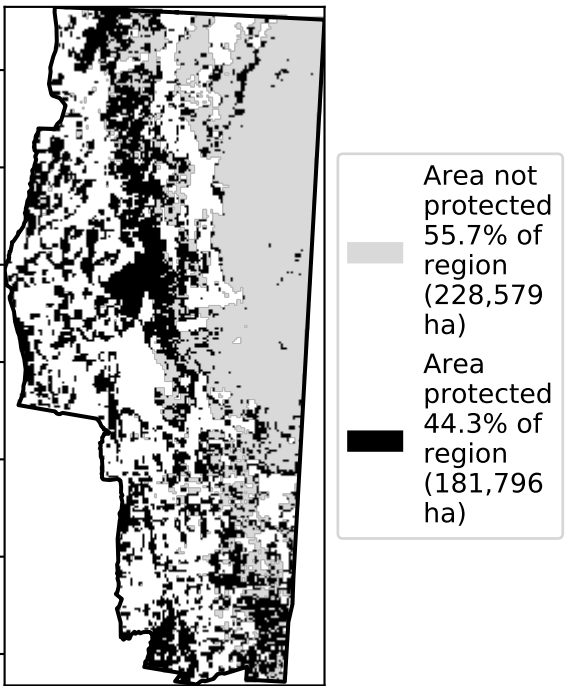 Area not
protected
55.7% of
region
(228,579
ha)
Area
protected
44.3% of
region
(181,796
ha)